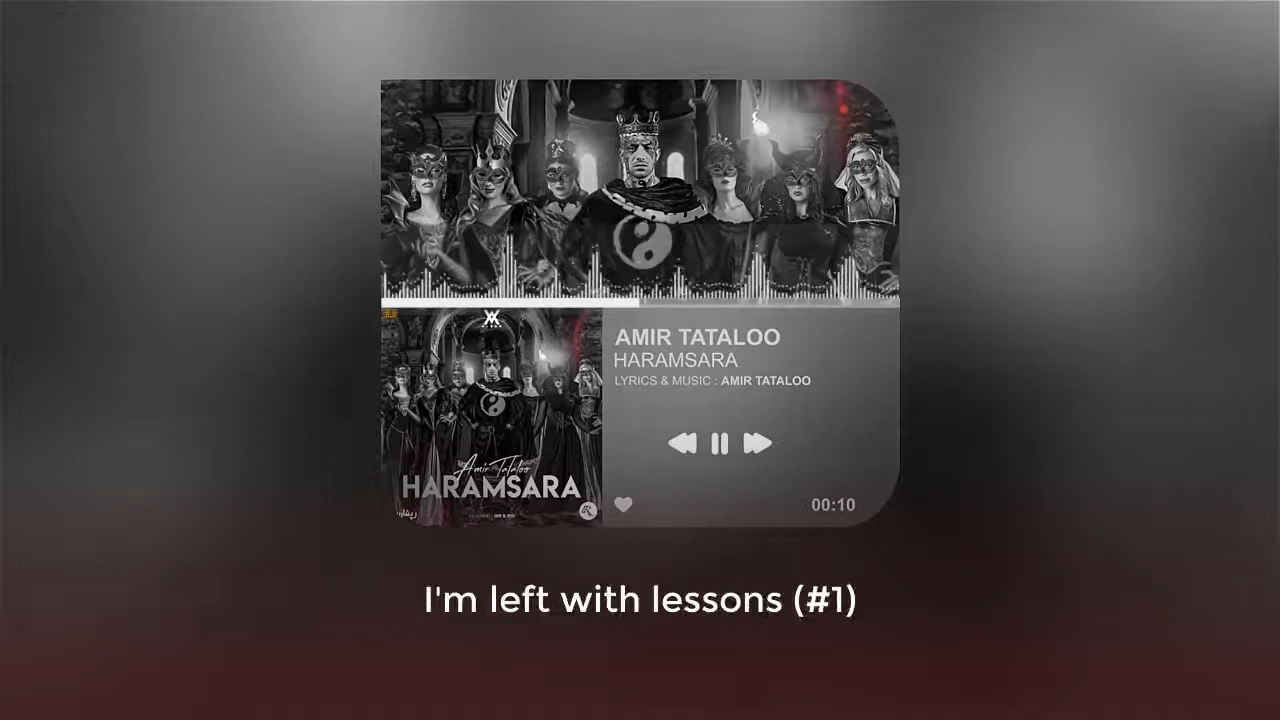 AMIR TATALOO
HARAMSARA
LYRICS & MUSIC : AMIR TATALOO
Amir Tataloo
HARAMSARA
00:10
I'm left with lessons (#1)